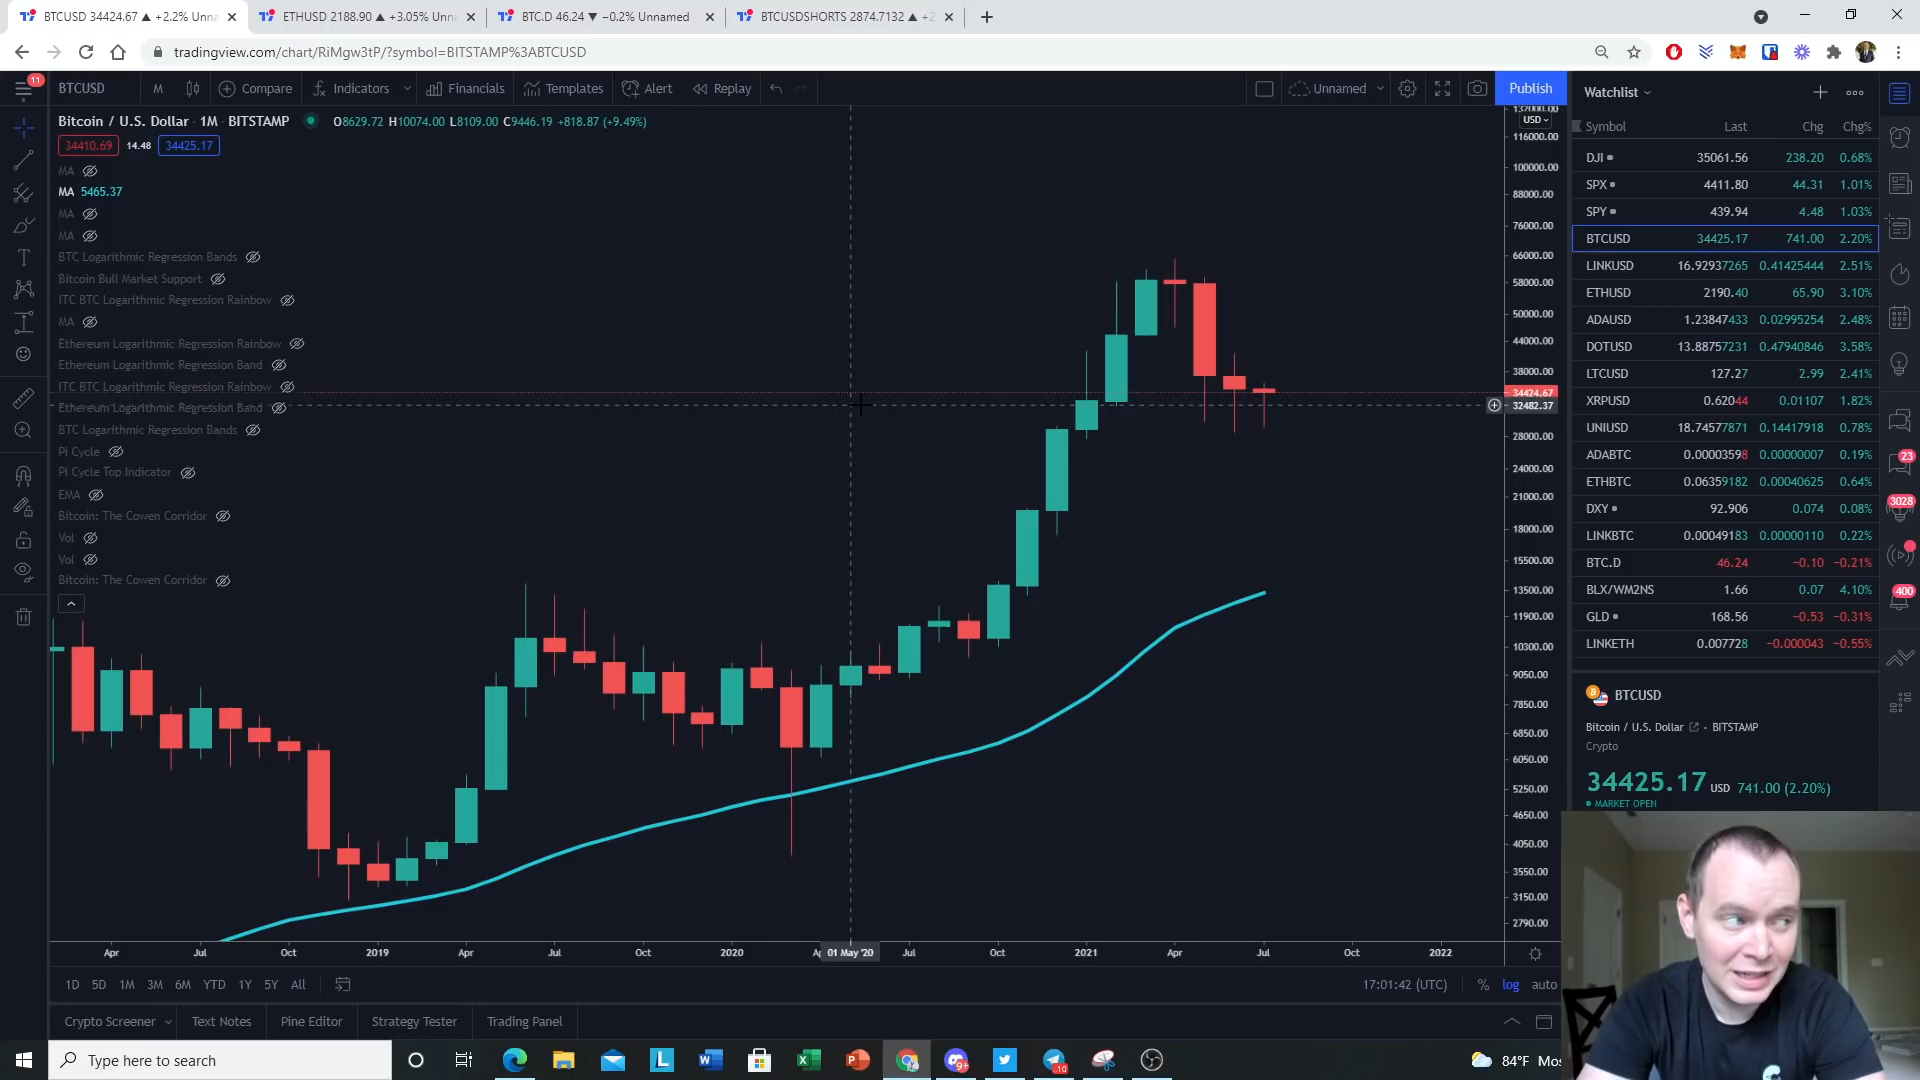 BTCUSD 34424.67 ▲ +2.2% Unna
ETHUSD 2188.90 ▲ +3.05% Unna
BTC.D 46.24 ▼ −0.2% Unnamed
BTCUSDSHORTS 2874.7132 ▲ +2
tradingview.com/chart/RiMgw3tP/?symbol=BITSTAMP%3ABTCUSD
11
BTCUSD M Compare Indicators Financials Templates Alert Replay Unnamed Publish
Bitcoin / U.S. Dollar · 1M · BITSTAMP O8629.72 H10074.00 L8109.00 C9446.19 +818.87 (+9.49%)
34410.69 14.48 34425.17
MA
MA 5465.37
MA
MA
BTC Logarithmic Regression Bands
Bitcoin Bull Market Support
ITC BTC Logarithmic Regression Rainbow
MA
Ethereum Logarithmic Regression Rainbow
Ethereum Logarithmic Regression Band
ITC BTC Logarithmic Regression Rainbow
Ethereum Logarithmic Regression Band
BTC Logarithmic Regression Bands
Pi Cycle
Pi Cycle Top Indicator
EMA
Bitcoin: The Cowen Corridor
Vol
Vol
Bitcoin: The Cowen Corridor
132000.00
USD
116000.00
100000.00
88000.00
76000.00
66000.00
58000.00
50000.00
44000.00
38000.00
34424.67
32482.37
28000.00
24000.00
21000.00
18000.00
15500.00
13500.00
11900.00
10300.00
9050.00
7850.00
6850.00
6050.00
5250.00
4650.00
4050.00
3550.00
3150.00
2790.00
Apr Jul Oct 2019 Apr Jul Oct 2020 01 May '20 Jul Oct 2021 Apr Jul Oct 2022
1D 5D 1M 3M 6M YTD 1Y 5Y All 17:01:42 (UTC) % log auto
Crypto Screener Text Notes Pine Editor Strategy Tester Trading Panel
Watchlist
Symbol Last Chg Chg%
DJI 35061.56 238.20 0.68%
SPX 4411.80 44.31 1.01%
SPY 439.94 4.48 1.03%
BTCUSD 34425.17 741.00 2.20%
LINKUSD 16.92937265 0.41425444 2.51%
ETHUSD 2190.40 65.90 3.10%
ADAUSD 1.23847433 0.02995254 2.48%
DOTUSD 13.88757231 0.47940846 3.58%
LTCUSD 127.27 2.99 2.41%
XRPUSD 0.62044 0.01107 1.82%
UNIUSD 18.74577871 0.14417918 0.78%
ADABTC 0.00003598 0.00000007 0.19%
ETHBTC 0.06359182 0.00040625 0.64%
DXY 92.906 0.074 0.08%
LINKBTC 0.00049183 0.00000110 0.22%
BTC.D 46.24 −0.10 −0.21%
BLX/WM2NS 1.66 0.07 4.10%
GLD 168.56 −0.53 −0.31%
LINKETH 0.007728 −0.000043 −0.55%
BTCUSD
Bitcoin / U.S. Dollar · BITSTAMP
Crypto
34425.17 USD 741.00 (2.20%)
MARKET OPEN
23
3028
400
Type here to search
9+
10
84°F